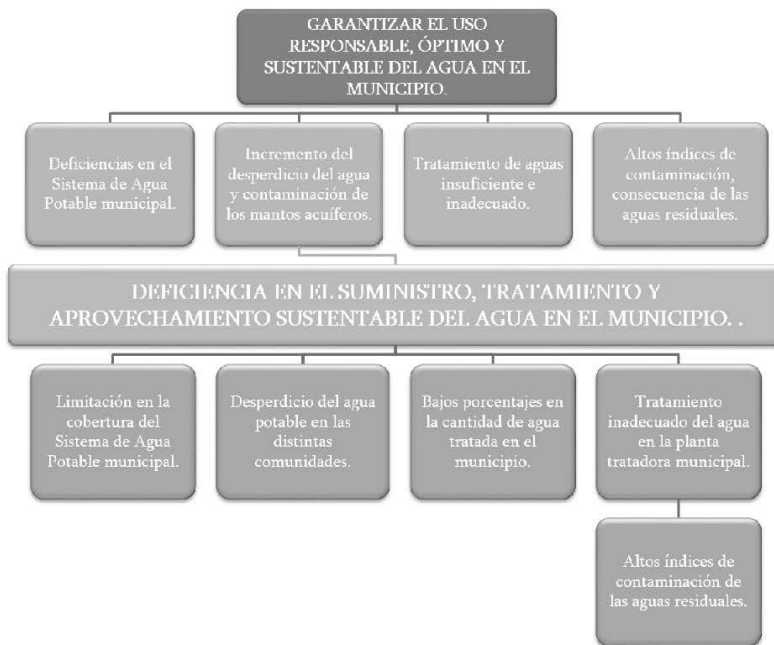 GARANTIZAR EL USO
RESPONSABLE, ÓPTIMO Y
SUSTENTABLE DEL AGUA EN EL
MUNICIPIO.
Deficiencias en el
Sistema de Agua
Potable municipal.
Incremento del
desperdicio del agua
y contaminación de
los mantos acuíferos.
Tratamiento de aguas
insuficiente e
inadecuado.
Altos índices de
contaminación,
consecuencia de las
aguas residuales.
DEFICIENCIA EN EL SUMINISTRO, TRATAMIENTO Y
APROVECHAMIENTO SUSTENTABLE DEL AGUA EN EL MUNICIPIO. .
Limitación en la
cobertura del
Sistema de Agua
Potable municipal.
Desperdicio del agua
potable en las
distintas
comunidades.
Bajos porcentajes en
la cantidad de agua
tratada en el
municipio.
Tratamiento
inadecuado del agua
en la planta
tratadora municipal.
Altos índices de
contaminación de
las aguas residuales.